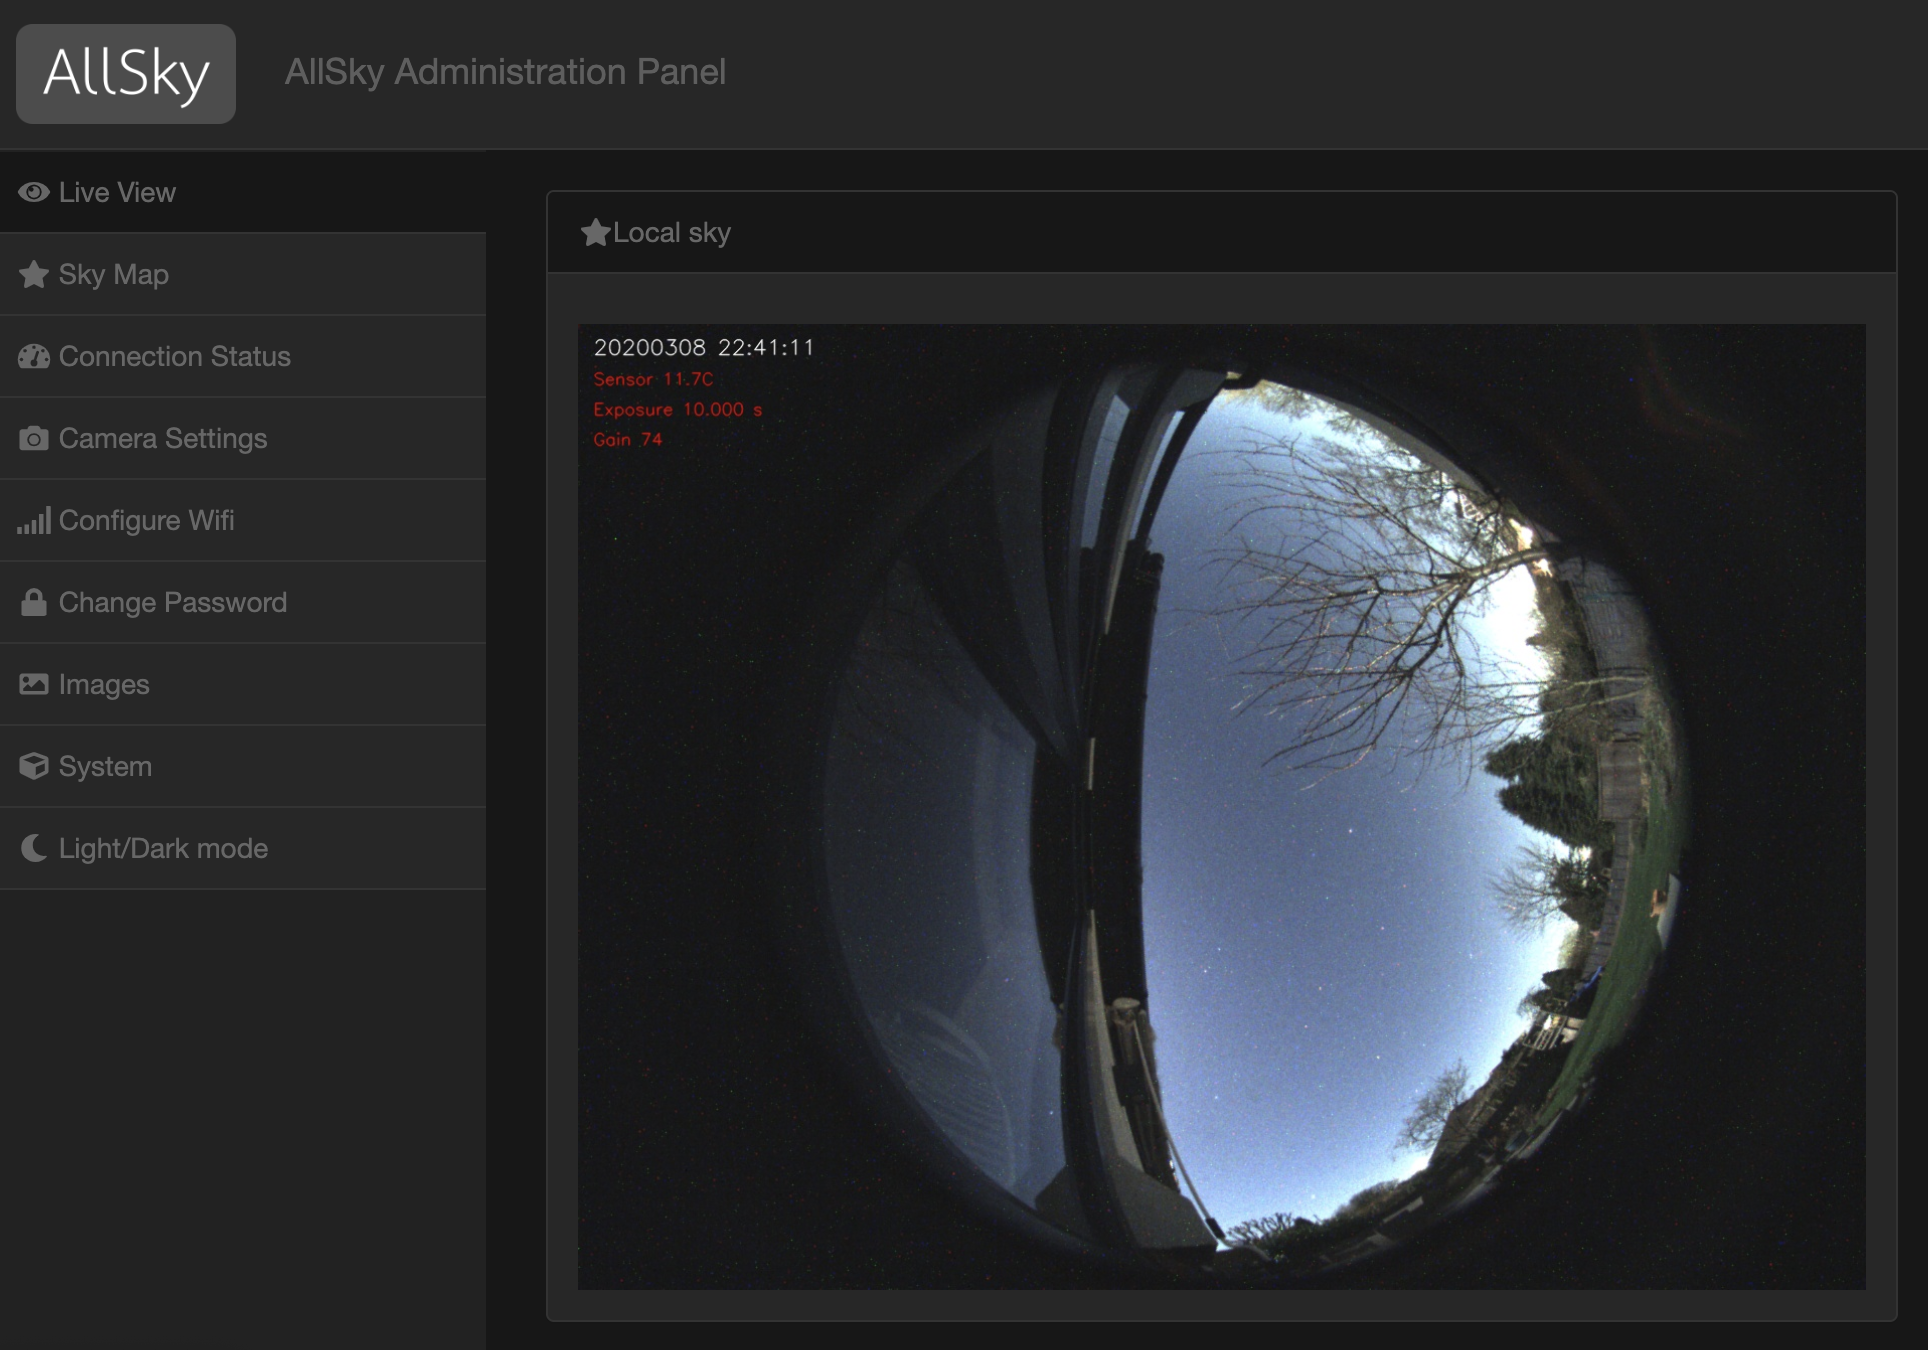 AllSky
AllSky Administration Panel
Live View
Sky Map
Connection Status
Camera Settings
Configure Wifi
Change Password
Images
System
Light/Dark mode
Local sky
20200308 22:41:11
Sensor 11.7C
Exposure 10.000 s
Gain 74